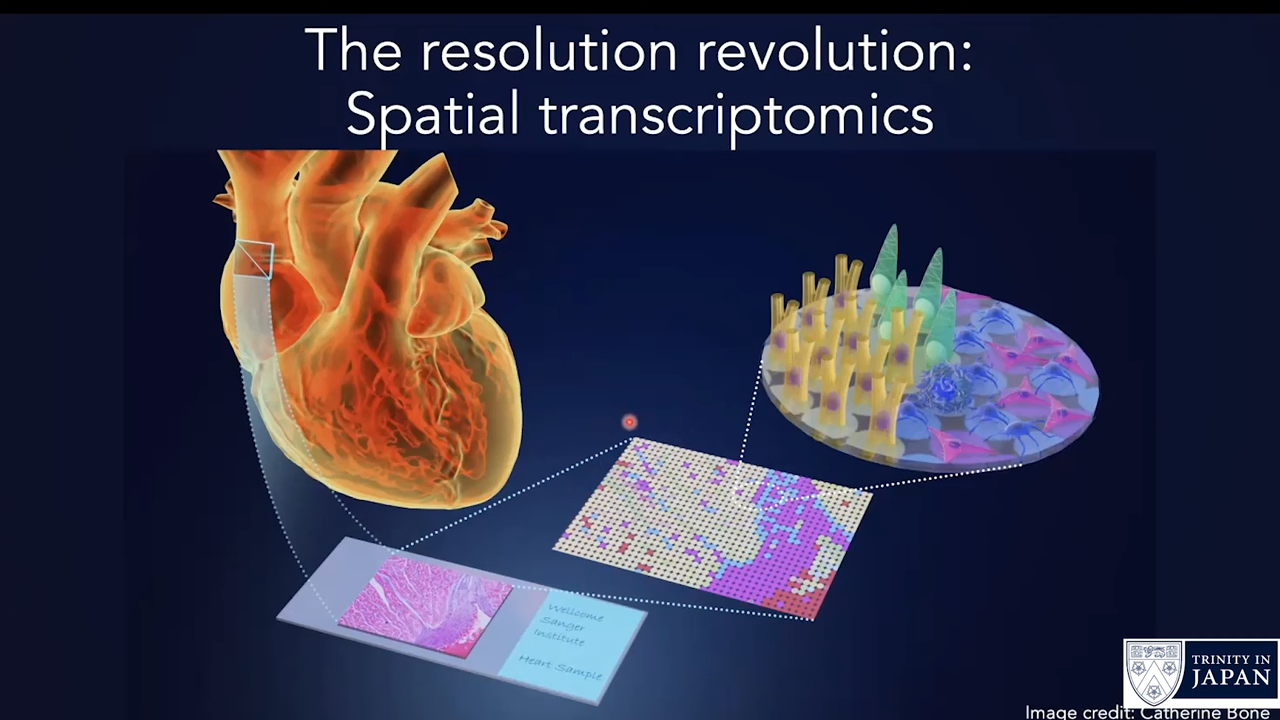 The resolution revolution:
Spatial transcriptomics
Wellcome
Sanger
Institute
Heart Sample
TRINITY IN
JAPAN
Image credit: Catherine Bone